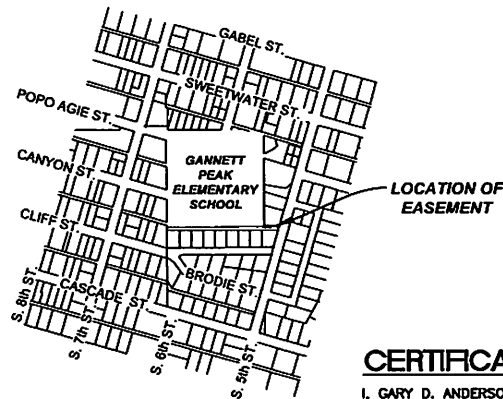 GABEL ST.
SWEETWATER ST.
POPO AGIE ST.
CANYON ST.
CLIFF ST.
GANNETT
PEAK
ELEMENTARY
SCHOOL
LOCATION OF
EASEMENT
BRODIE ST.
CASCADE ST.
S. 8th ST.
S. 7th ST.
S. 6th ST.
S. 5th ST.
CERTIFICA
I, GARY D. ANDERSO